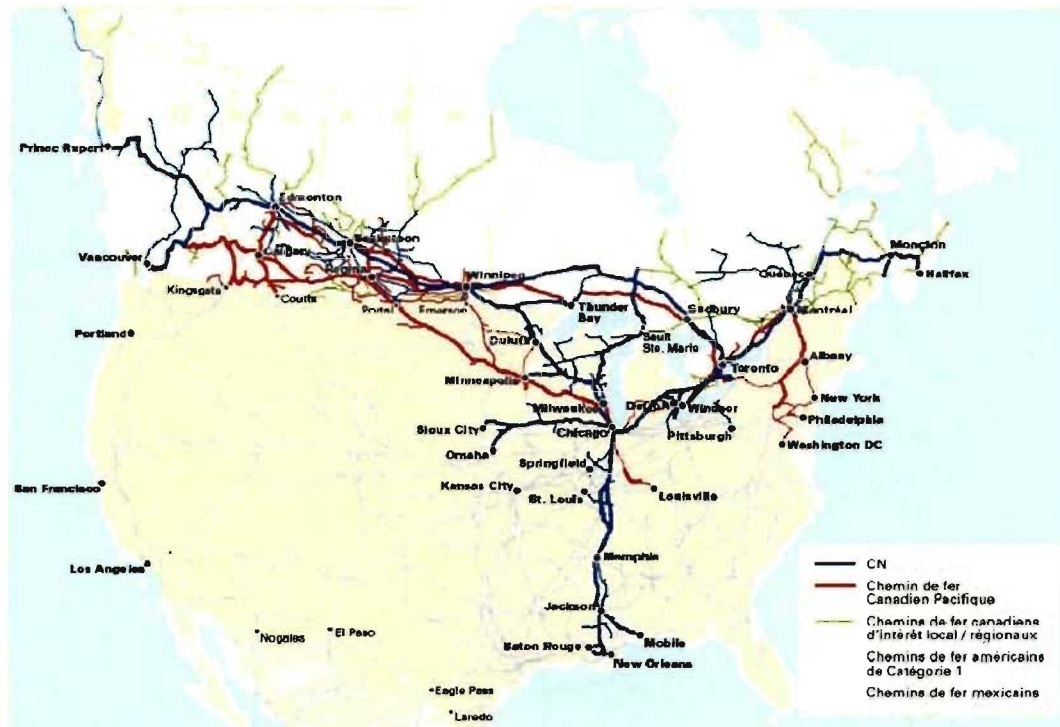 Prince Rupert
Edmonton
Saskatoon
Calgary
Vancouver
Regina
Winnipeg
Kingsgate
Coutts
Portal
Emerson
Thunder
Bay
Sudbury
Québec
Moncton
Halifax
Montréal
Portland
Duluth
Sault
Ste. Marie
Toronto
Albany
Minneapolis
Milwaukee
Detroit
Windsor
New York
Philadelphia
Sioux City
Chicago
Pittsburgh
Washington DC
Omaha
Springfield
San Francisco
Kansas City
St. Louis
Louisville
Los Angeles
Memphis
Jackson
Nogales
El Paso
Baton Rouge
Mobile
New Orleans
Eagle Pass
Laredo
CN
Chemin de fer
Canadien Pacifique
Chemins de fer canadiens
d'intérêt local / régionaux
Chemins de fer américains
de Catégorie 1
Chemins de fer mexicains